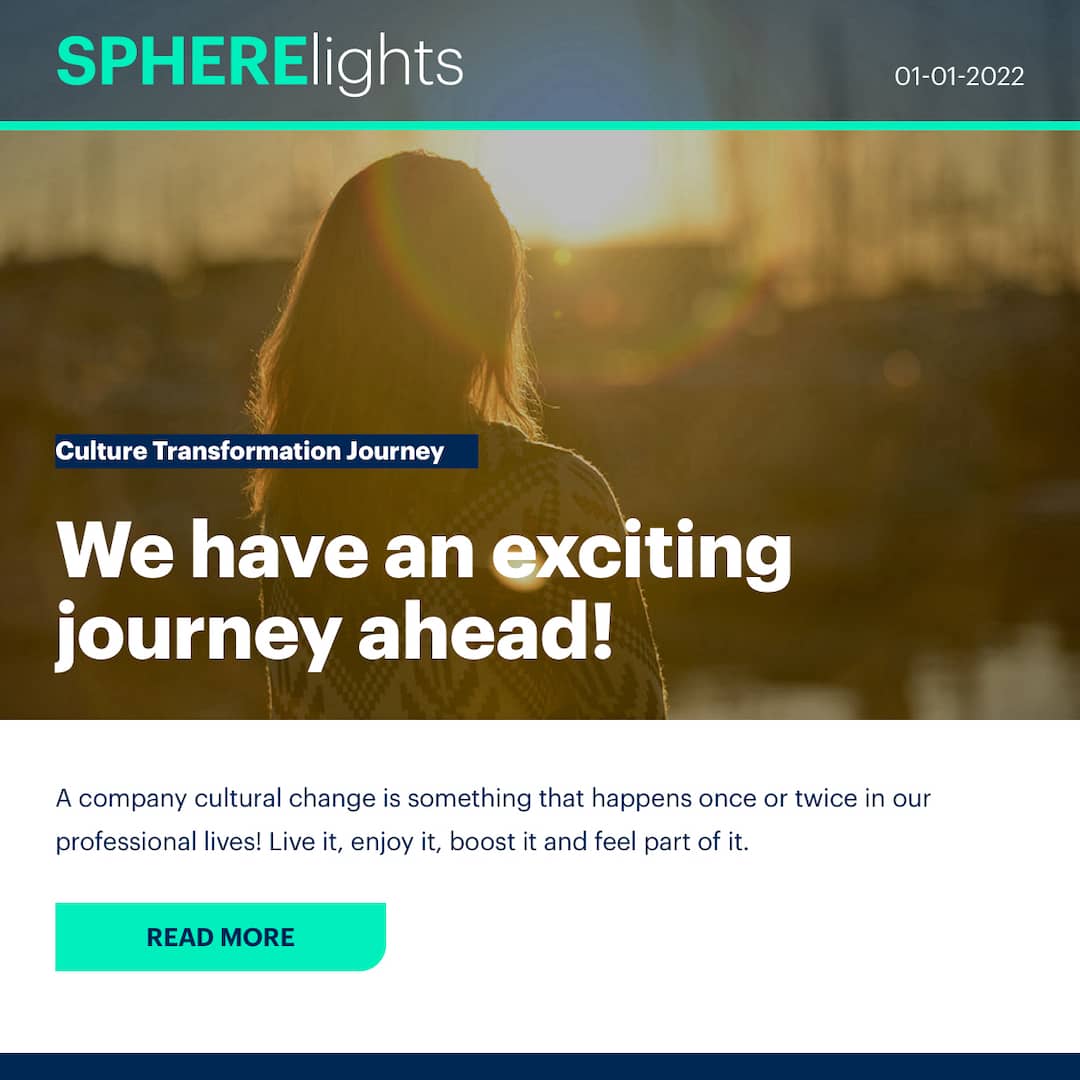 SPHERElights
01-01-2022
Culture Transformation Journey
We have an exciting
journey ahead!
A company cultural change is something that happens once or twice in our
professional lives! Live it, enjoy it, boost it and feel part of it.
READ MORE